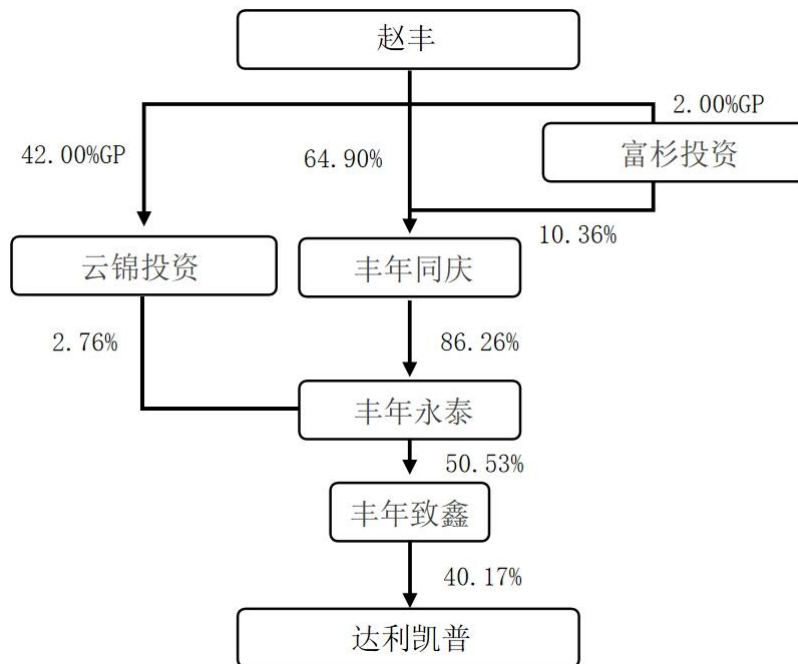 赵丰
2.00%GP
富杉投资
42.00%GP
64.90%
10.36%
云锦投资
丰年同庆
2.76%
86.26%
丰年永泰
50.53%
丰年致鑫
40.17%
达利凯普